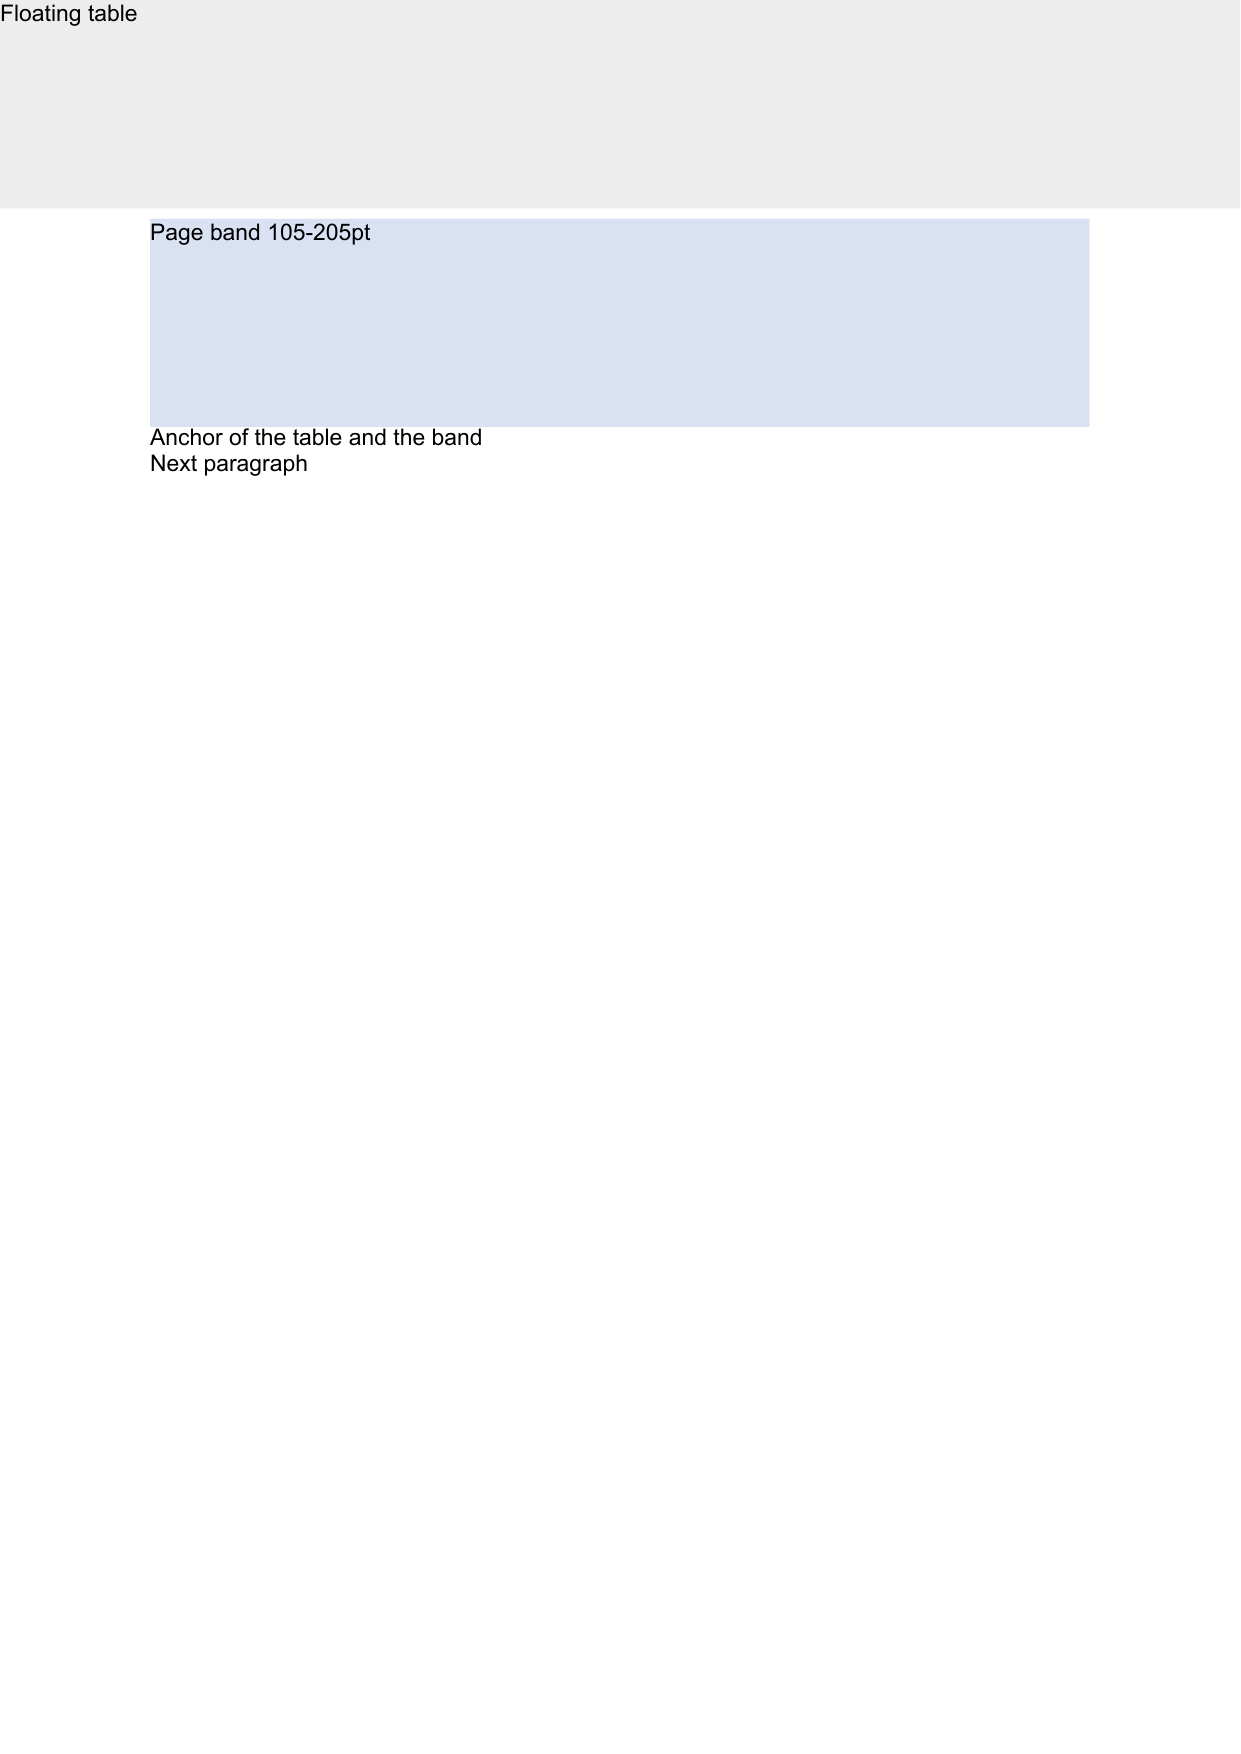 Floating table
Page band 105-205pt
Anchor of the table and the band
Next paragraph